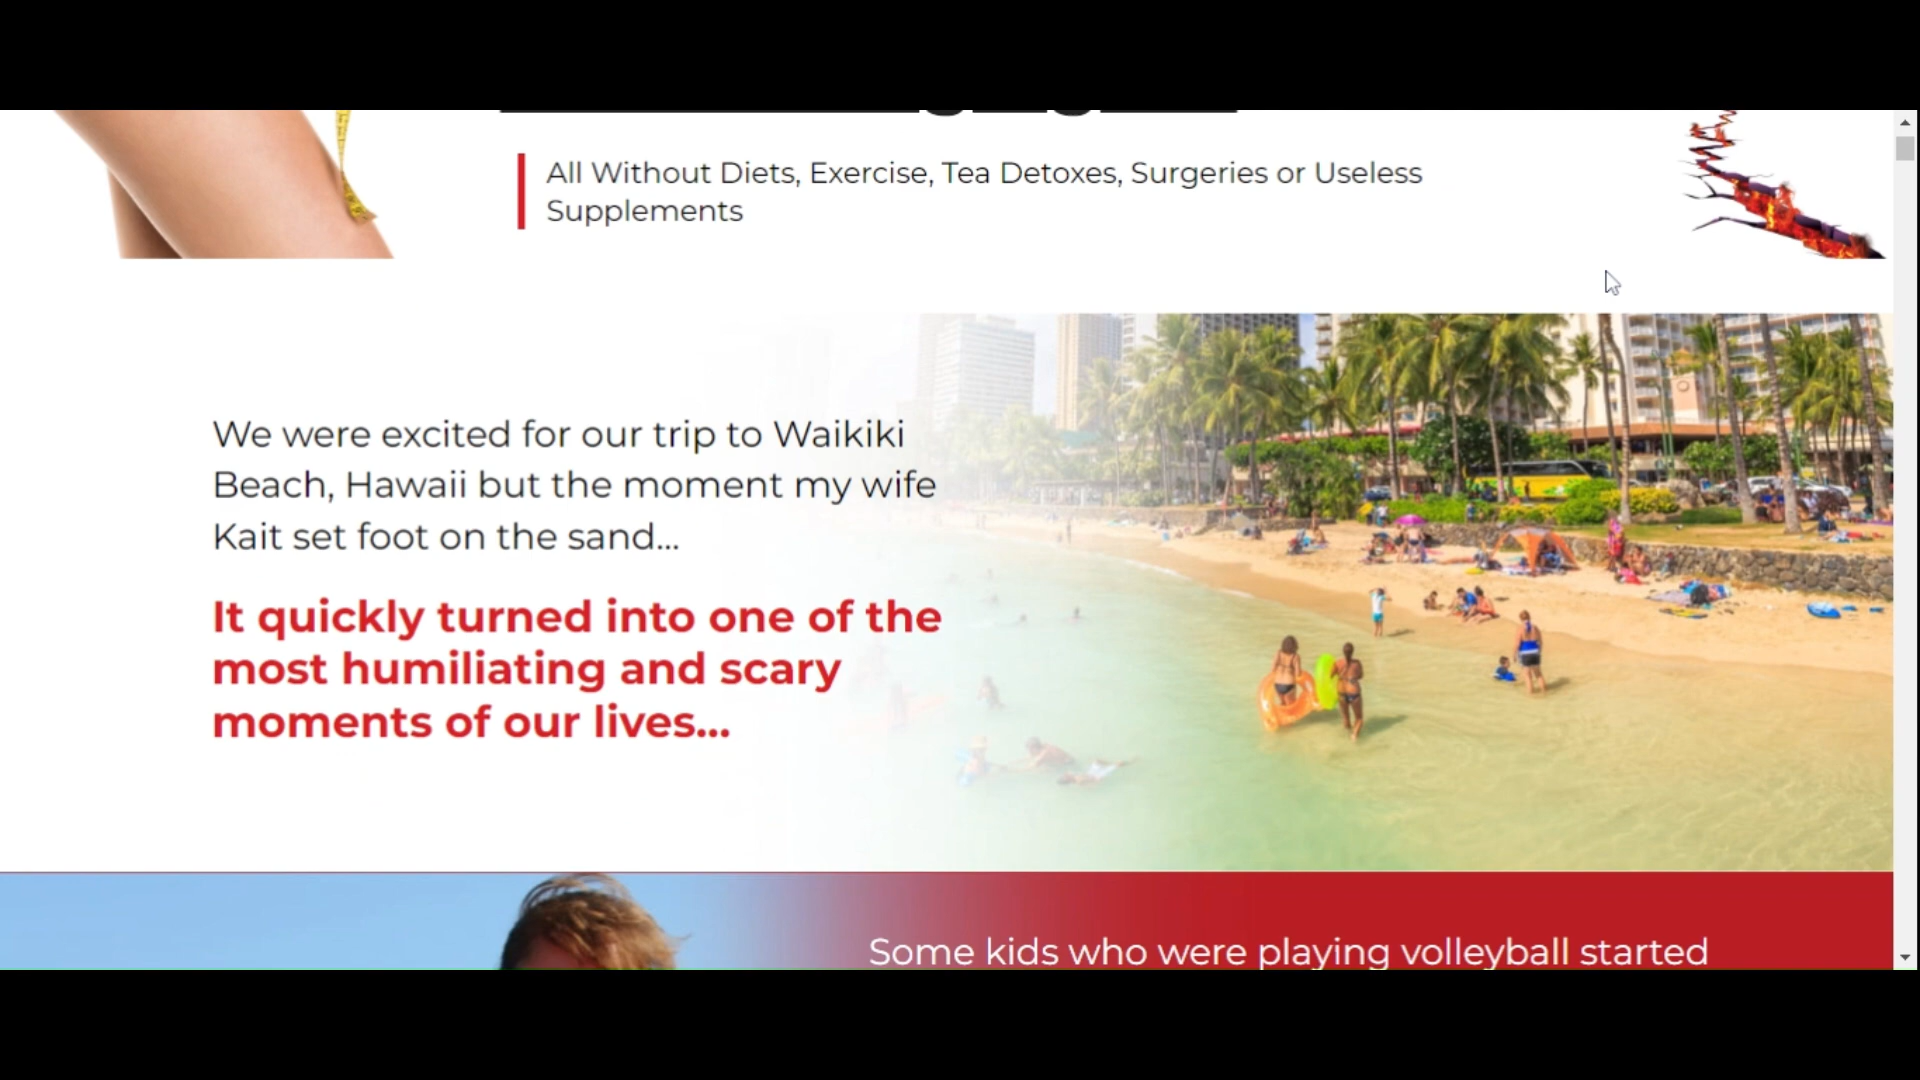 All Without Diets, Exercise, Tea Detoxes, Surgeries or Useless
Supplements
We were excited for our trip to Waikiki
Beach, Hawaii but the moment my wife
Kait set foot on the sand...
It quickly turned into one of the
most humiliating and scary
moments of our lives...
Some kids who were playing volleyball started